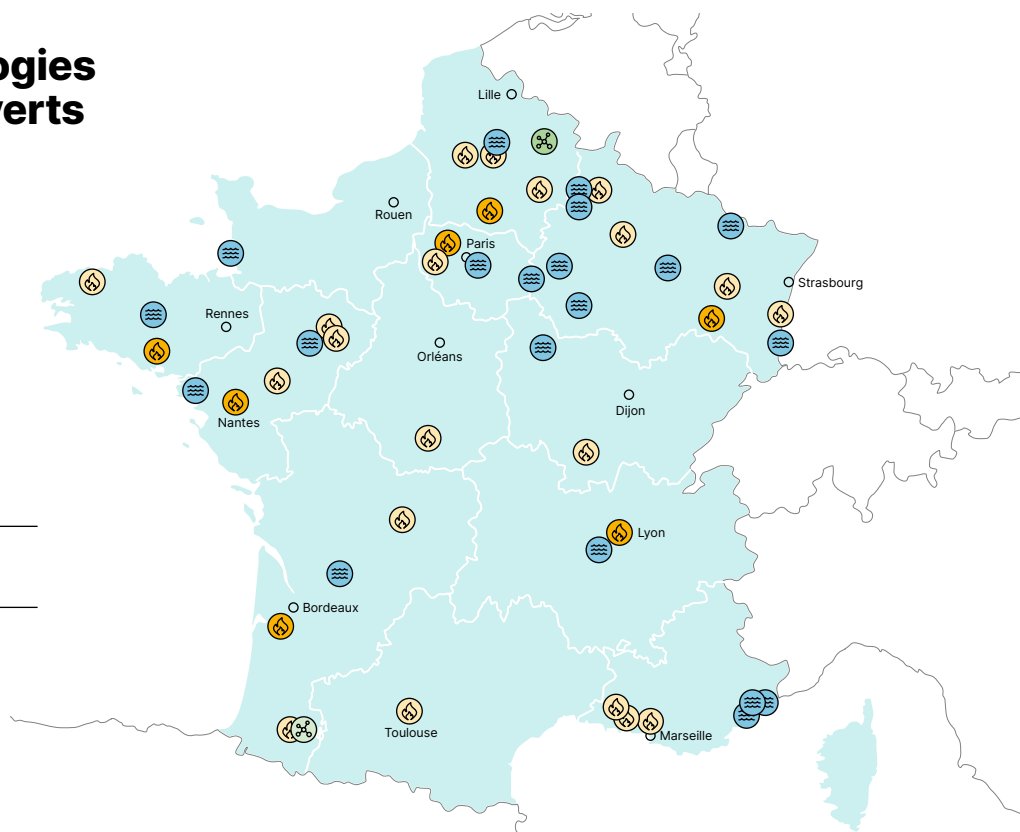 ogies
verts
Lille
Rouen
Paris
Strasbourg
Rennes
Orléans
Dijon
Nantes
Lyon
Bordeaux
Toulouse
Marseille